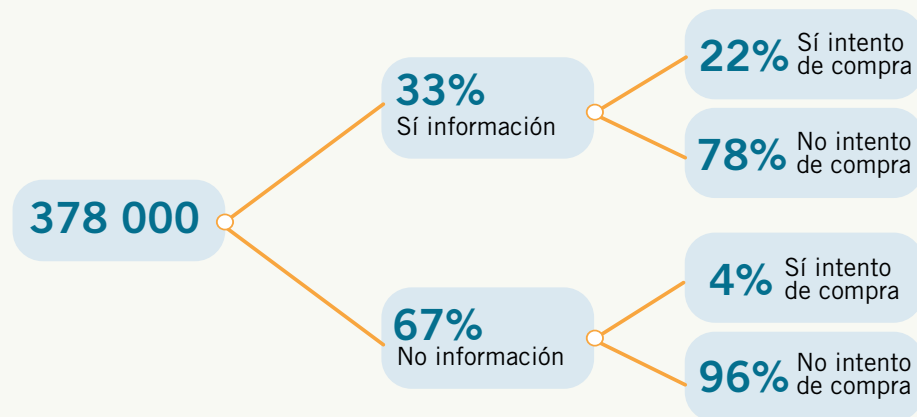 378 000
33%
Sí información
22% Sí intento
de compra
78% No intento
de compra
67%
No información
4% Sí intento
de compra
96% No intento
de compra